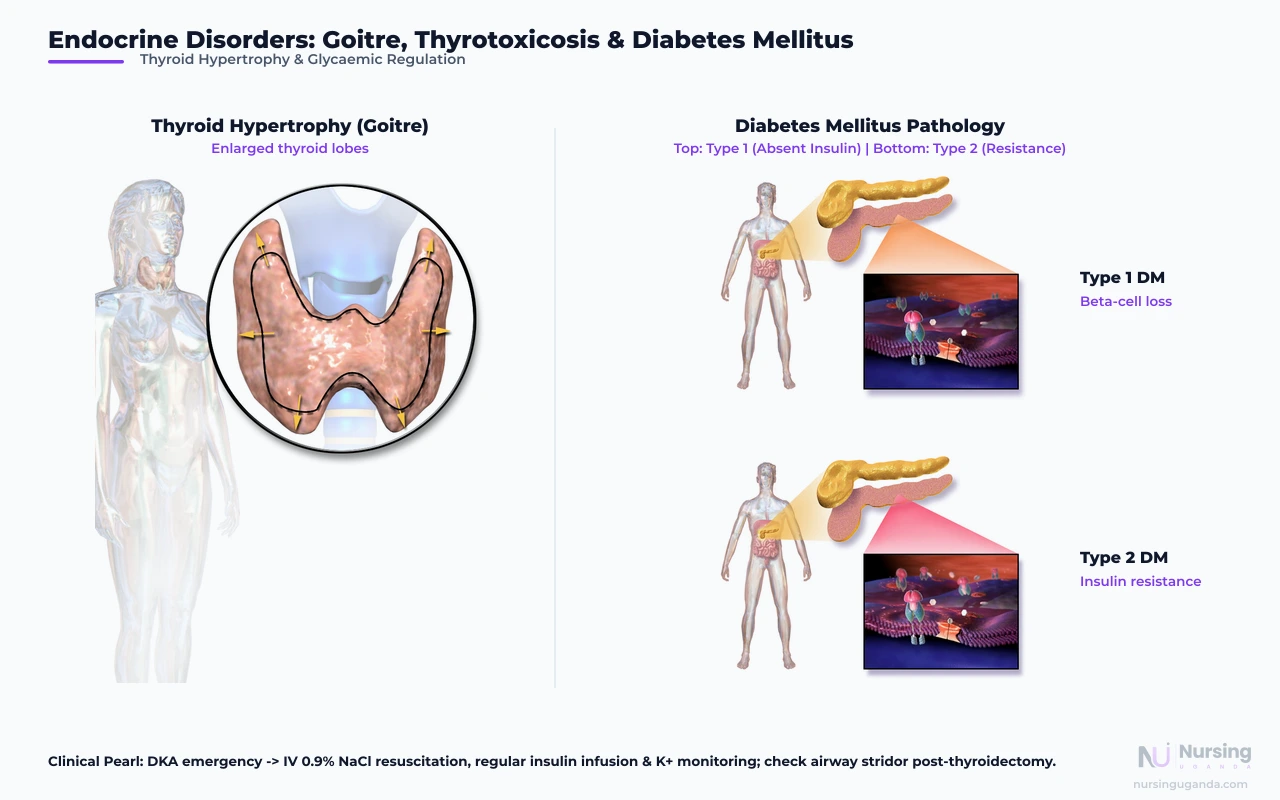 Endocrine Disorders: Goitre, Thyrotoxicosis & Diabetes Mellitus
Thyroid Hypertrophy & Glycaemic Regulation
Thyroid Hypertrophy (Goitre)
Enlarged thyroid lobes
Diabetes Mellitus Pathology
Top: Type 1 (Absent Insulin) | Bottom: Type 2 (Resistance)
Type 1 DM
Beta-cell loss
Type 2 DM
Insulin resistance
Clinical Pearl: DKA emergency -> IV 0.9% NaCl resuscitation, regular insulin infusion & K+ monitoring; check airway stridor post-thyroidectomy.
NU Nursing
UGANDA
nursinguganda.com